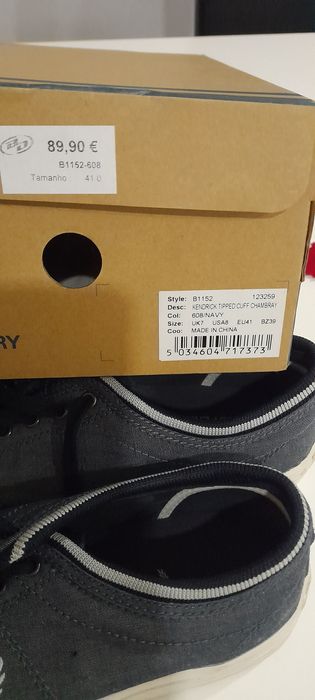 89,90 €
B1152-608
Tamanho 41.0
Style: B1152 123259
Desc: KENDRICK TIPPED CUFF CHAMBRAY
Col: 608/NAVY
Size: UK7 USA8 EU41 BZ39
Coo: MADE IN CHINA
5 034604 717373
RY